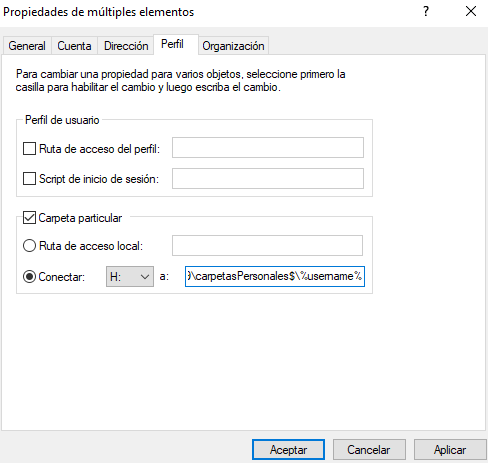 Propiedades de múltiples elementos
General Cuenta Dirección Perfil Organización
Para cambiar una propiedad para varios objetos, seleccione primero la
casilla para habilitar el cambio y luego escriba el cambio.
Perfil de usuario
Ruta de acceso del perfil:
Script de inicio de sesión:
Carpeta particular
Ruta de acceso local:
Conectar: H: a: \carpetasPersonales$\%username%
Aceptar Cancelar Aplicar